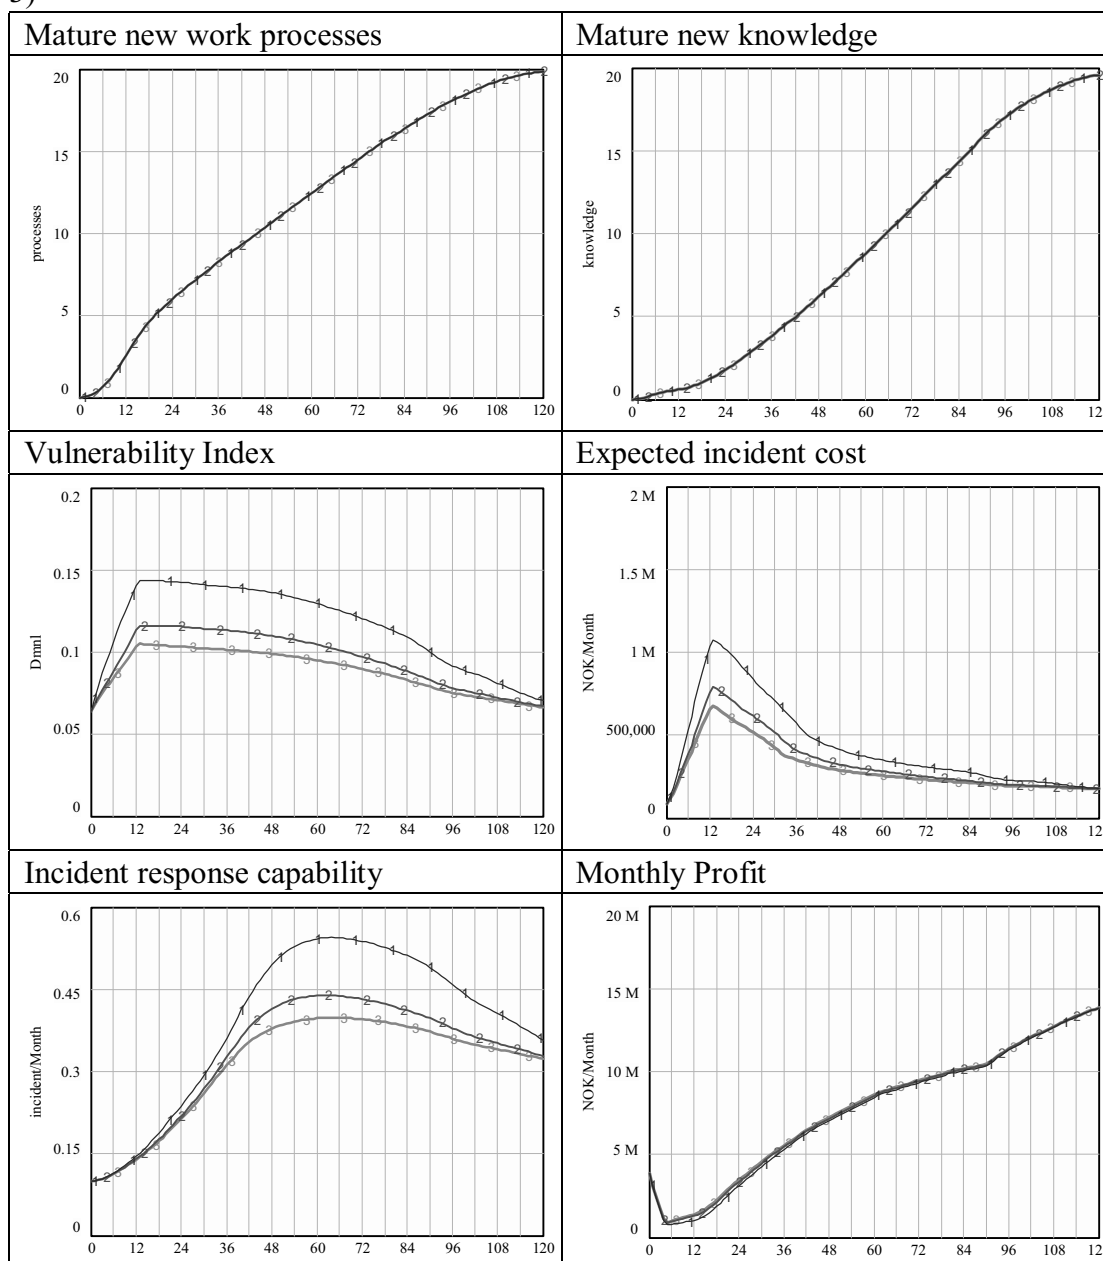 Mature new work processes
Mature new knowledge
20
15
10
5
0
processes
0 12 24 36 48 60 72 84 96 108 120
20
15
10
5
0
knowledge
0 12 24 36 48 60 72 84 96 108 12
Vulnerability Index
Expected incident cost
0.2
0.15
0.1
0.05
0
Dmnl
0 12 24 36 48 60 72 84 96 108 120
2 M
1.5 M
1 M
500,000
0
NOK/Month
0 12 24 36 48 60 72 84 96 108 12
Incident response capability
Monthly Profit
0.6
0.45
0.3
0.15
0
incident/Month
0 12 24 36 48 60 72 84 96 108 120
20 M
15 M
10 M
5 M
0
NOK/Month
0 12 24 36 48 60 72 84 96 108 12